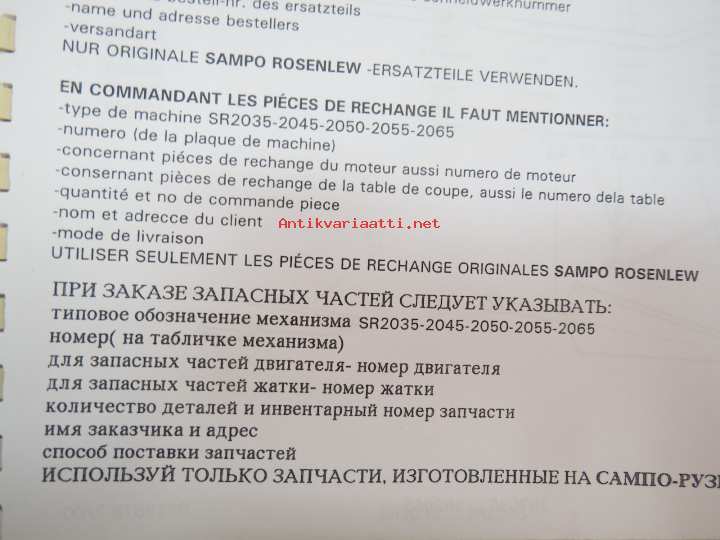 bestell-nr. des ersatzteils
-name und adresse bestellers
-versandart
NUR ORIGINALE SAMPO ROSENLEW -ERSATZTEILE VERWENDEN.
EN COMMANDANT LES PIÉCES DE RECHANGE IL FAUT MENTIONNER:
-type de machine SR2035-2045-2050-2055-2065
-numero (de la plaque de machine)
-concernant piéces de rechange du moteur aussi numero de moteur
-consernant pièces de rechange de la table de coupe, aussi le numero dela table
-quantité et no de commande piece
-nom et adrecce du client
Antikvariaatti.net
-mode de livraison
UTILISER SEULEMENT LES PIÉCES DE RECHANGE ORIGINALES SAMPO ROSENLEW
ПРИ ЗАКАЗЕ ЗАПАСНЫХ ЧАСТЕЙ СЛЕДУЕТ УКАЗЫВАТЬ:
типовое обозначение механизма SR2035-2045-2050-2055-2065
номер( на табличке механизма)
для запасных частей двигателя- номер двигателя
для запасных частей жатки- номер жатки
количество деталей и инвентарный номер запчасти
имя заказчика и адрес
способ поставки запчастей
ИСПОЛЬЗУЙ ТОЛЬКО ЗАПЧАСТИ, ИЗГОТОВЛЕННЫЕ НА САМПО-РУЗ